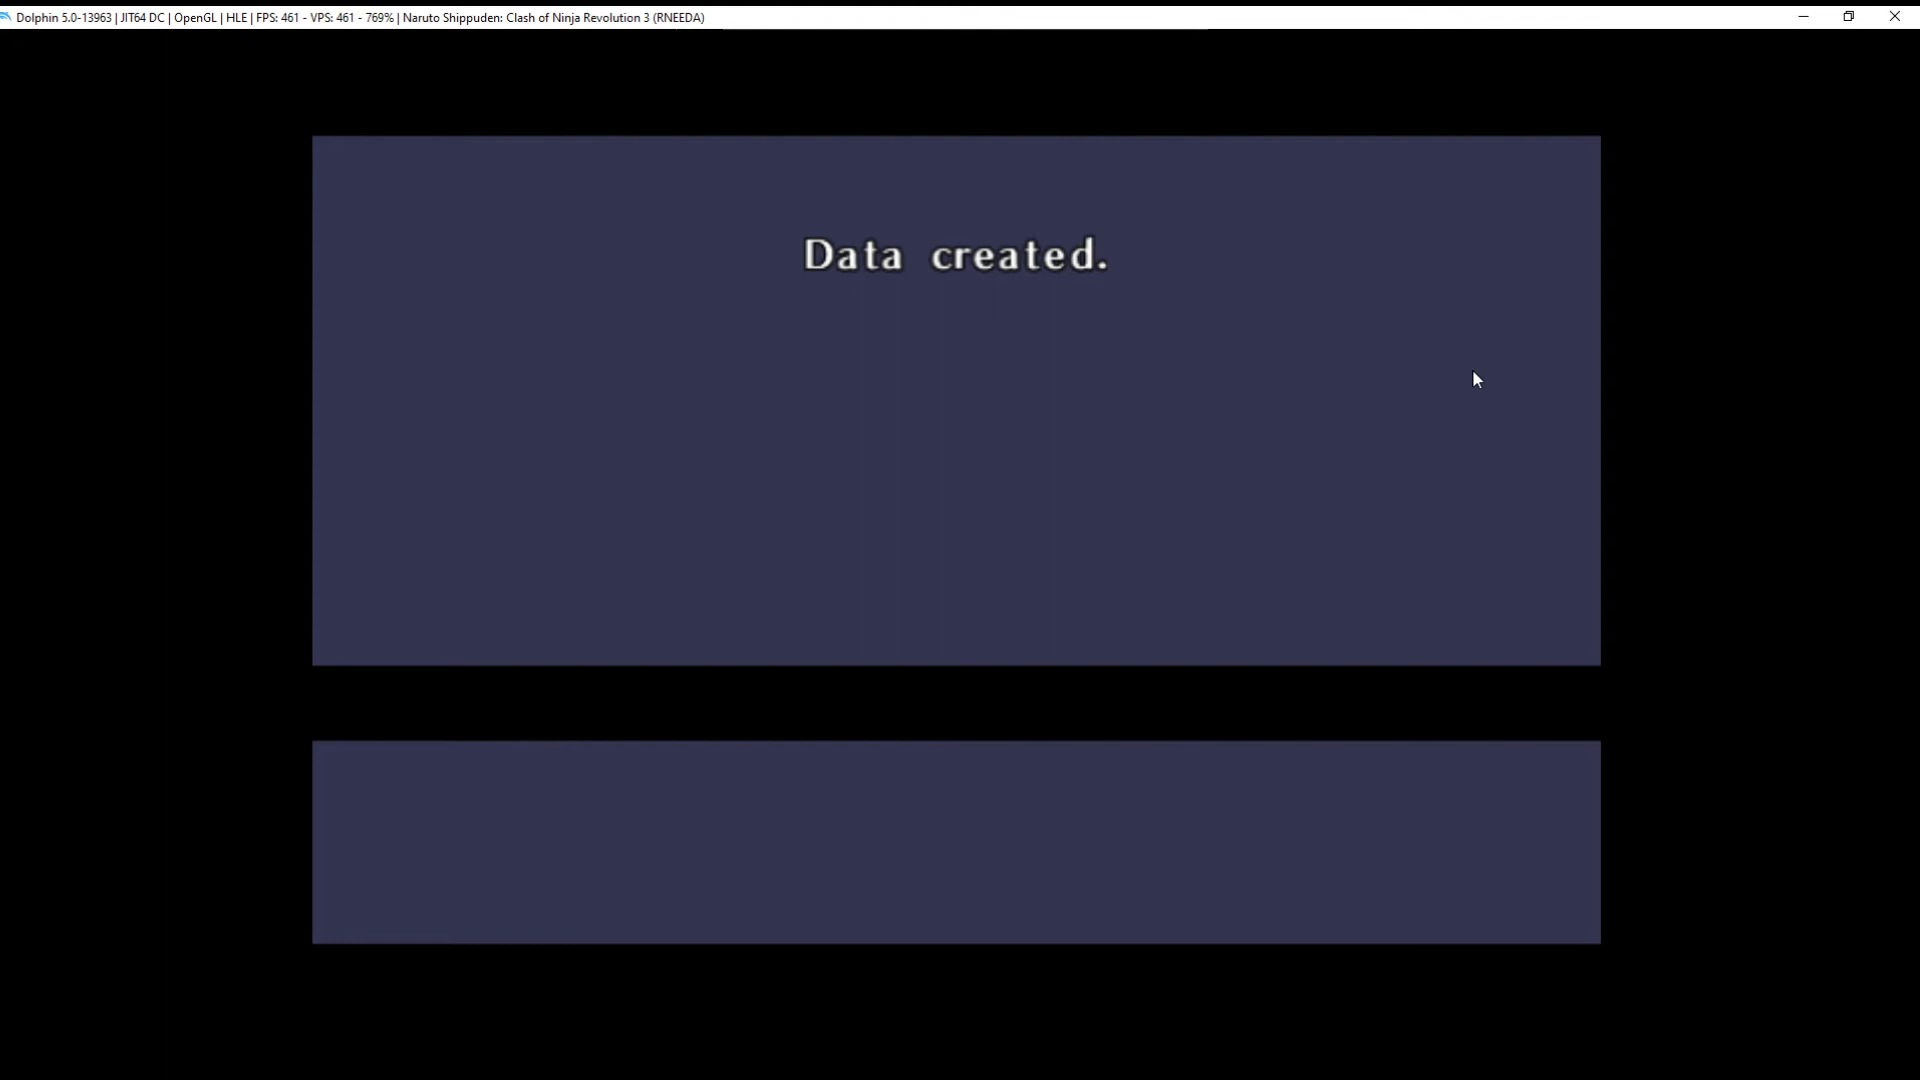 Dolphin 5.0-13963 | JIT64 DC | OpenGL | HLE | FPS: 461 - VPS: 461 - 769% | Naruto Shippuden: Clash of Ninja Revolution 3 (RNEEDA)
Data created.